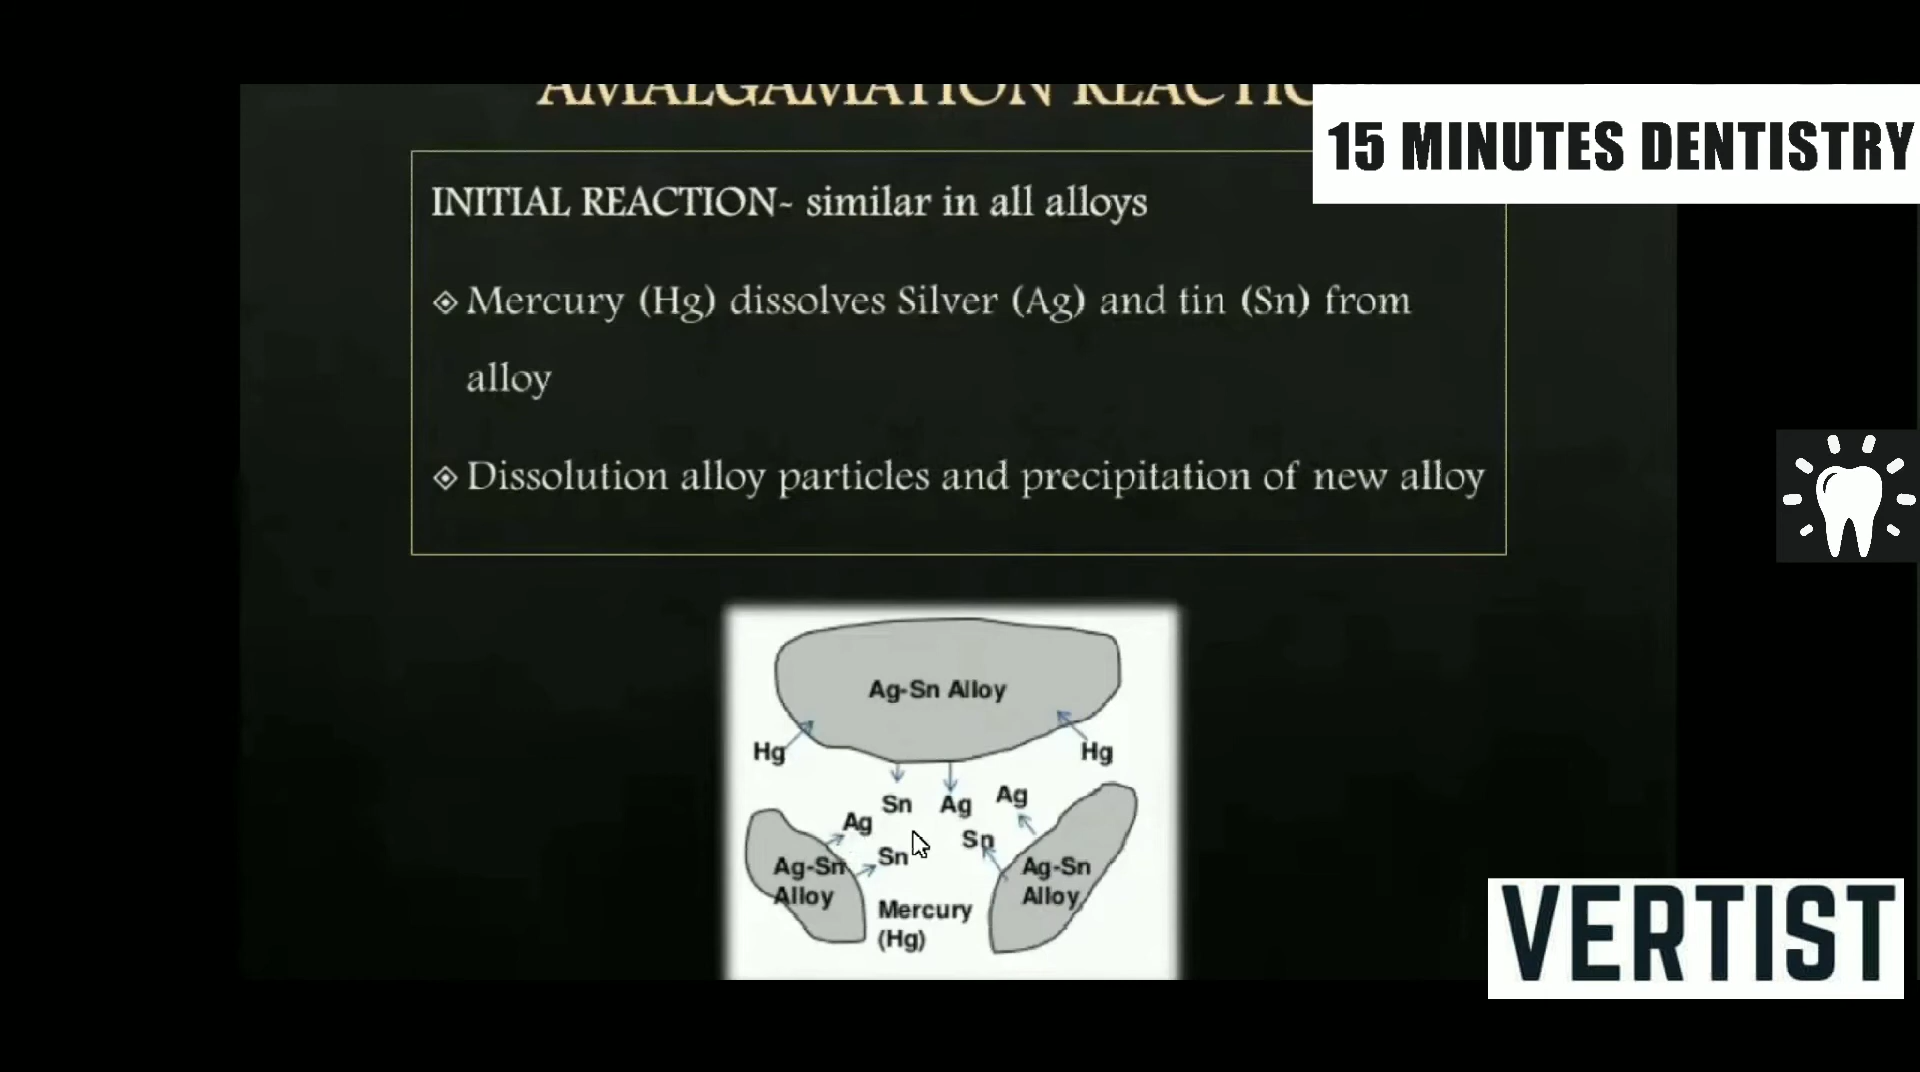 AMALGAMATION REACTIO
15 MINUTES DENTISTRY
INITIAL REACTION- similar in all alloys
Mercury (Hg) dissolves Silver (Ag) and tin (Sn) from
alloy
Dissolution alloy particles and precipitation of new alloy
Ag-Sn Alloy
Hg
Hg
Sn
Ag
Ag
Ag
Sn
Sn
Ag-Sn
Alloy
Ag-Sn
Alloy
Mercury
(Hg)
VERTIST